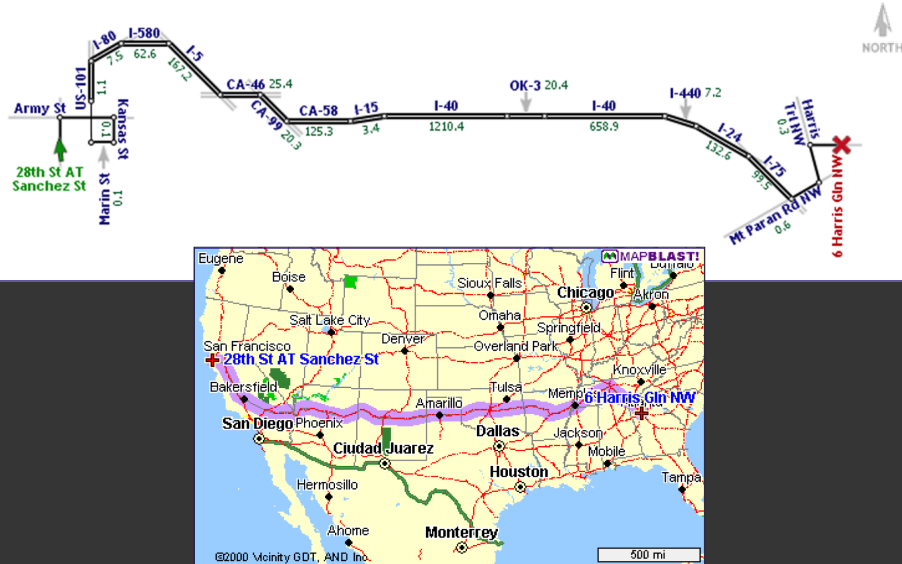 I-80
7.5
I-580
62.6
I-5
167.2
US-101
1.1
CA-46 25.4
CA-99
20.3
CA-58
125.3
I-15
3.4
I-40
1210.4
OK-3 20.4
I-40
658.9
I-440 7.2
I-24
132.6
I-75
99.5
Harris
Trl NW
0.3
NORTH
Army St
Kansas St
0.1
28th St AT
Sanchez St
Marin St
0.1
Mt Paran Rd NW
0.6
6 Harris Gln NW
MAPBLAST!
Eugene
Boise
Sioux Falls
Flint
Buffalo
Chicago
Akron
Salt Lake City
Omaha
Springfield
San Francisco
Denver
Overland Park
28th St AT Sanchez St
Knoxville
Bakersfield
Tulsa
6 Harris Gln NW
Amarillo
San Diego
Phoenix
Dallas
Jackson
Ciudad Juarez
Mobile
Houston
Tampa
Hermosillo
Ahome
Monterrey
©2000 Vicinity GDT, AND Inc
500 mi